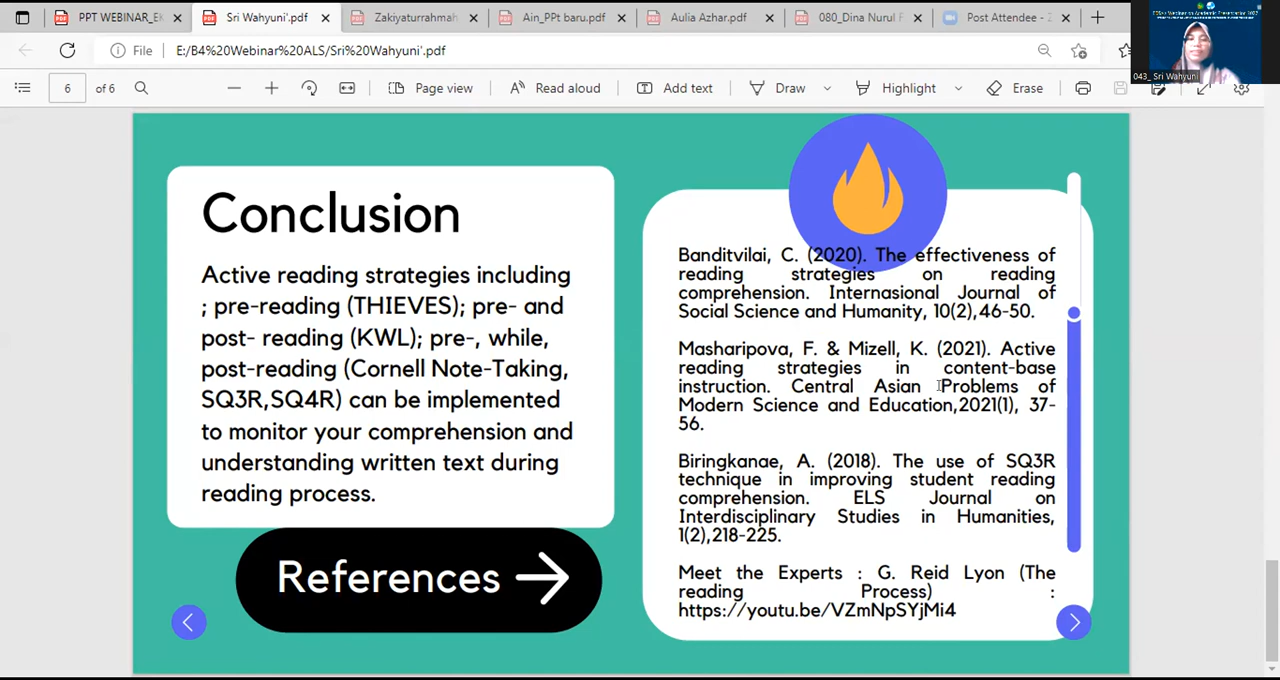 PPT WEBINAR_E
Sri Wahyuni'.pdf
Zakiyaturrahmah
Ain_PPt baru.pdf
Aulia Azhar.pdf
080_Dina Nurul F
Post Attendee - Z
File
E:/B4%20Webinar%20ALS/Sri%20Wahyuni'.pdf
043_ Sri Wahyuni
6
of 6
Page view
Read aloud
Add text
Draw
Highlight
Erase
Conclusion
Active reading strategies including
; pre-reading (THIEVES); pre- and
post- reading (KWL); pre-, while,
post-reading (Cornell Note-Taking,
SQ3R,SQ4R) can be implemented
to monitor your comprehension and
understanding written text during
reading process.
References
Banditvilai, C. (2020). The effectiveness of
reading strategies on reading
comprehension. Internasional Journal of
Social Science and Humanity, 10(2),46-50.
Masharipova, F. & Mizell, K. (2021). Active
reading strategies in content-base
instruction. Central Asian Problems of
Modern Science and Education,2021(1), 37-
56.
Biringkanae, A. (2018). The use of SQ3R
technique in improving student reading
comprehension. ELS Journal on
Interdisciplinary Studies in Humanities,
1(2),218-225.
Meet the Experts : G. Reid Lyon (The
reading Process) :
https://youtu.be/VZmNpSYjMi4